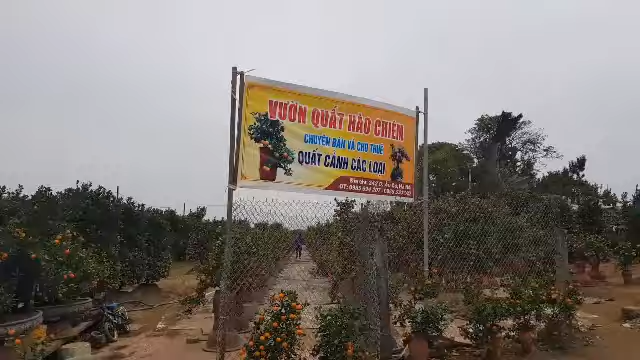 VƯỜN QUẤT HÀO CHIẾN
CHUYÊN BÁN VÀ CHO THUÊ
QUẤT CẢNH CÁC LOẠI